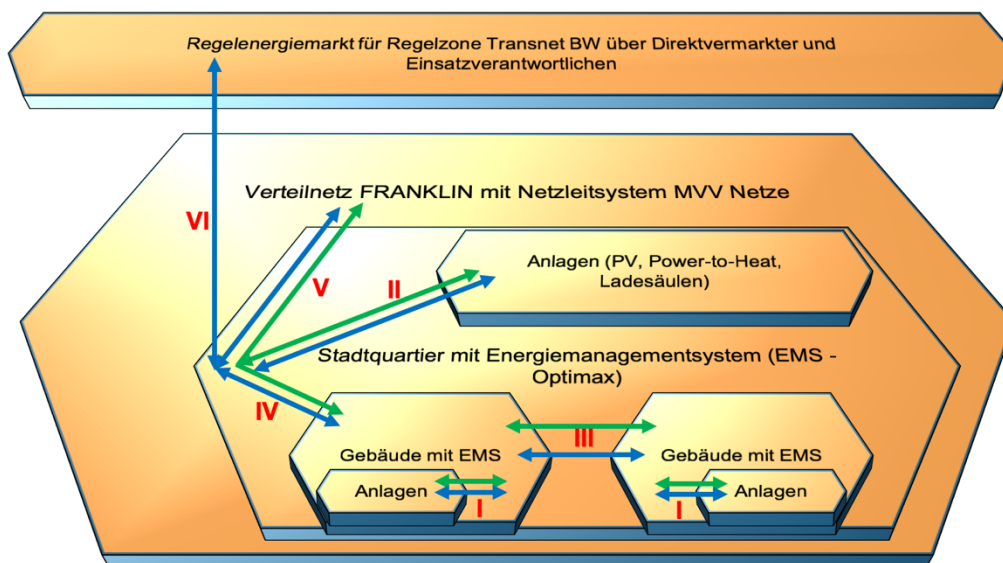 Regelenergiemarkt für Regelzone Transnet BW über Direktvermarkter und
Einsatzverantwortlichen
Verteilnetz FRANKLIN mit Netzleitsystem MVV Netze
VI
Anlagen (PV, Power-to-Heat,
Ladesäulen)
V
II
Stadtquartier mit Energiemanagementsystem (EMS -
Optimax)
IV
III
Gebäude mit EMS
Gebäude mit EMS
Anlagen
I
I
Anlagen